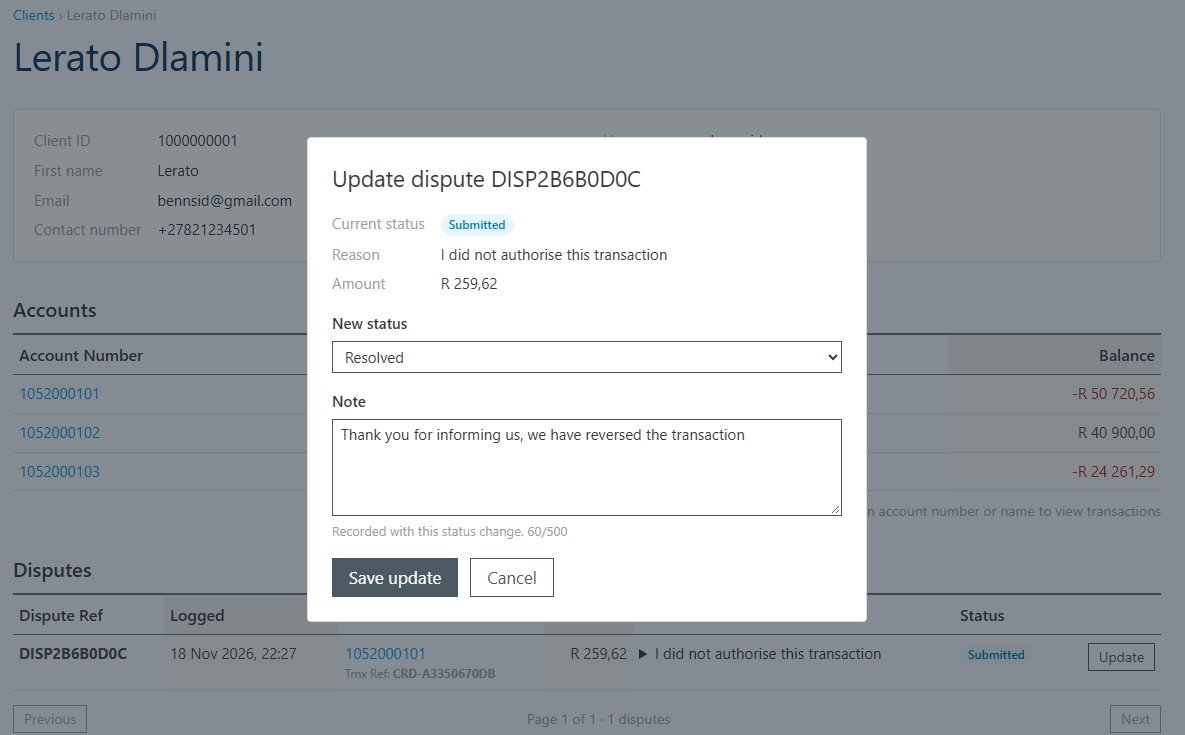 Clients › Lerato Dlamini
Lerato Dlamini
Client ID 1000000001
First name Lerato
Email bennsid@gmail.com
Contact number +27821234501
Update dispute DISP2B6B0D0C
Current status Submitted
Reason I did not authorise this transaction
Amount R 259,62
New status
Resolved
Note
Thank you for informing us, we have reversed the transaction
Recorded with this status change. 60/500
Save update Cancel
Accounts
Account Number Balance
1052000101 -R 50 720,56
1052000102 R 40 900,00
1052000103 -R 24 261,29
account number or name to view transactions
Disputes
Dispute Ref Logged Status
DISP2B6B0D0C 18 Nov 2026, 22:27 1052000101 R 259,62 ▶ I did not authorise this transaction Submitted Update
Trnx Ref: CRD-A3350670DB
Previous Page 1 of 1 · 1 disputes Next